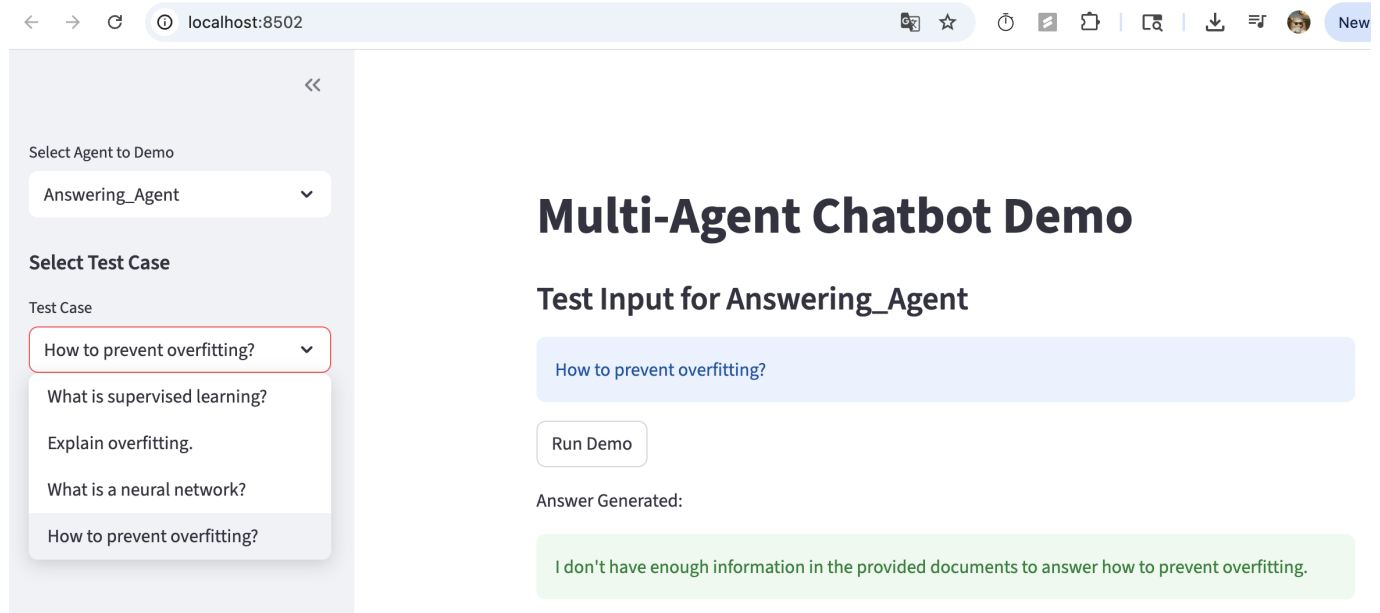 localhost:8502
New
Select Agent to Demo
Answering_Agent
Select Test Case
Test Case
How to prevent overfitting?
What is supervised learning?
Explain overfitting.
What is a neural network?
How to prevent overfitting?
Multi-Agent Chatbot Demo
Test Input for Answering_Agent
How to prevent overfitting?
Run Demo
Answer Generated:
I don't have enough information in the provided documents to answer how to prevent overfitting.